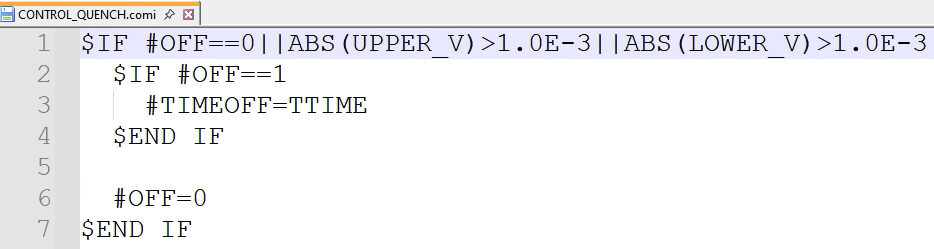 CONTROL_QUENCH.comi
1 $IF #OFF==0||ABS(UPPER_V)>1.0E-3||ABS(LOWER_V)>1.0E-3
2   $IF #OFF==1
3     #TIMEOFF=TTIME
4   $END IF
5
6   #OFF=0
7 $END IF